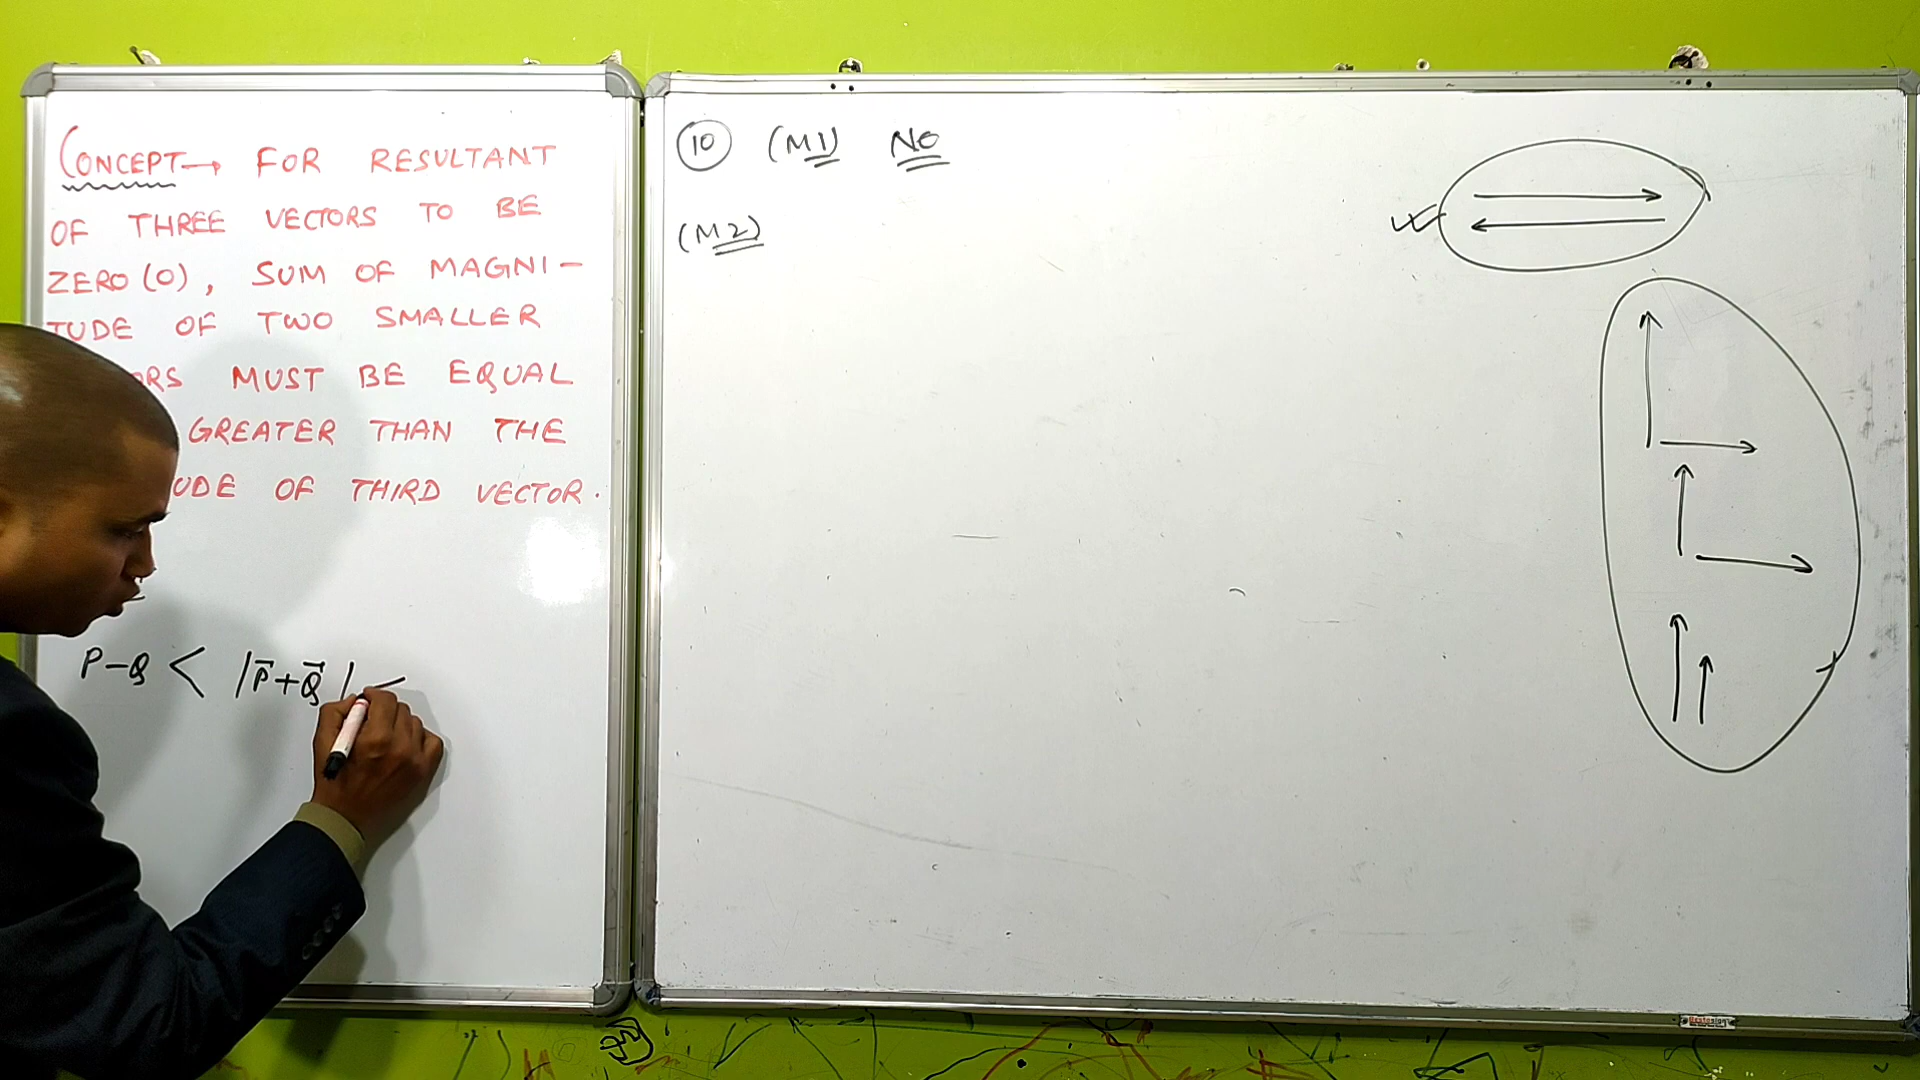 CONCEPT→ FOR RESULTANT
OF THREE VECTORS TO BE
ZERO (0), SUM OF MAGNI-
TUDE OF TWO SMALLER
ORS MUST BE EQUAL
GREATER THAN THE
UDE OF THIRD VECTOR.
P-Q < |P⃗+Q⃗| <
10 (M1) NO
(M2)